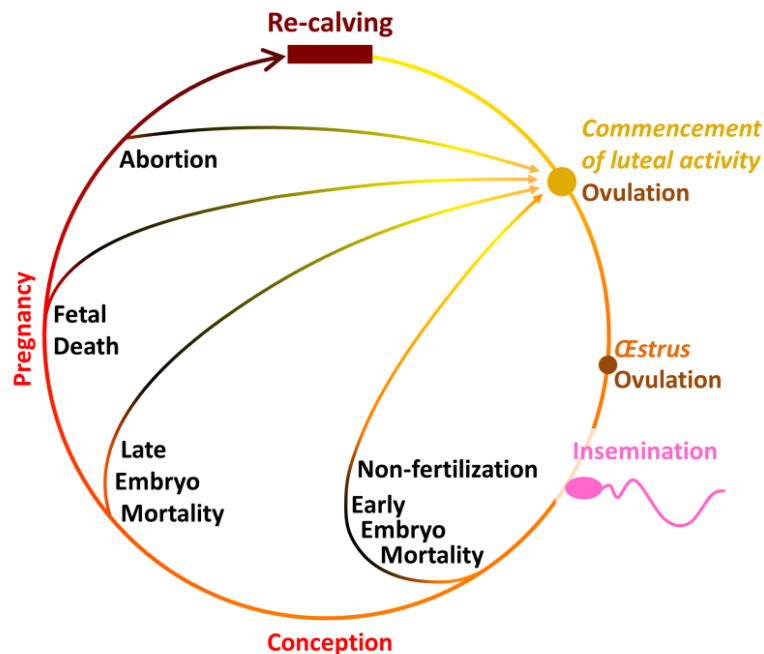 Re-calving
Commencement
of luteal activity
Ovulation
Abortion
Pregnancy
Fetal
Death
Œstrus
Ovulation
Insemination
Late
Embryo
Mortality
Non-fertilization
Early
Embryo
Mortality
Conception